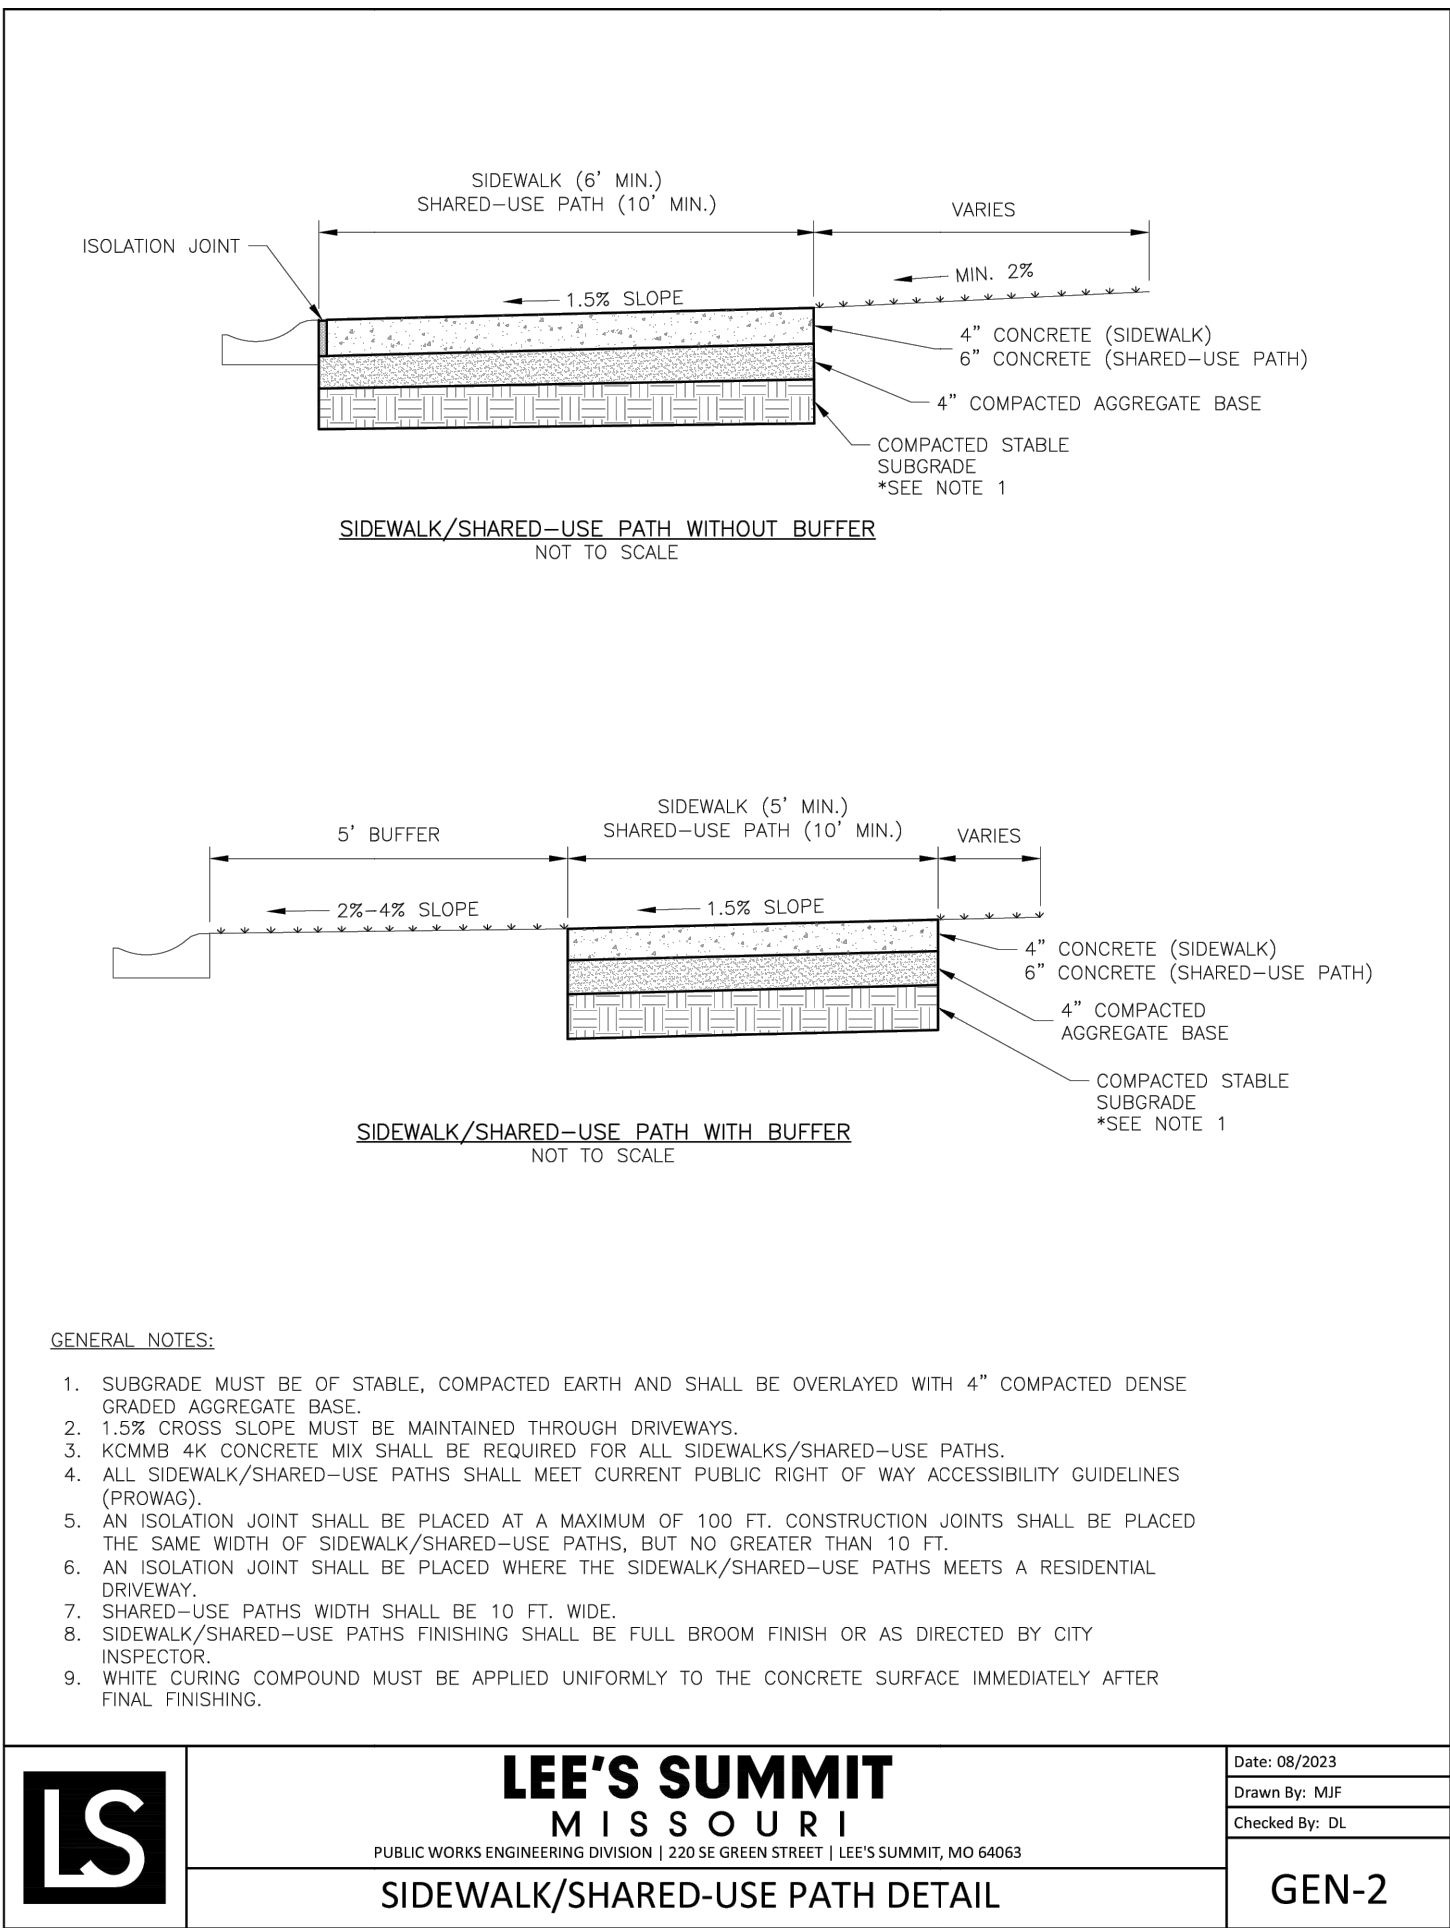 SIDEWALK (6' MIN.)
SHARED-USE PATH (10' MIN.)
VARIES
ISOLATION JOINT
MIN. 2%
1.5% SLOPE
4" CONCRETE (SIDEWALK)
6" CONCRETE (SHARED-USE PATH)
4" COMPACTED AGGREGATE BASE
COMPACTED STABLE
SUBGRADE
*SEE NOTE 1
SIDEWALK/SHARED-USE PATH WITHOUT BUFFER
NOT TO SCALE
SIDEWALK (5' MIN.)
SHARED-USE PATH (10' MIN.)
5' BUFFER
VARIES
2%-4% SLOPE
1.5% SLOPE
4" CONCRETE (SIDEWALK)
6" CONCRETE (SHARED-USE PATH)
4" COMPACTED
AGGREGATE BASE
COMPACTED STABLE
SUBGRADE
*SEE NOTE 1
SIDEWALK/SHARED-USE PATH WITH BUFFER
NOT TO SCALE
GENERAL NOTES:
1. SUBGRADE MUST BE OF STABLE, COMPACTED EARTH AND SHALL BE OVERLAYED WITH 4" COMPACTED DENSE
GRADED AGGREGATE BASE.
2. 1.5% CROSS SLOPE MUST BE MAINTAINED THROUGH DRIVEWAYS.
3. KCMMB 4K CONCRETE MIX SHALL BE REQUIRED FOR ALL SIDEWALKS/SHARED-USE PATHS.
4. ALL SIDEWALK/SHARED-USE PATHS SHALL MEET CURRENT PUBLIC RIGHT OF WAY ACCESSIBILITY GUIDELINES
(PROWAG).
5. AN ISOLATION JOINT SHALL BE PLACED AT A MAXIMUM OF 100 FT. CONSTRUCTION JOINTS SHALL BE PLACED
THE SAME WIDTH OF SIDEWALK/SHARED-USE PATHS, BUT NO GREATER THAN 10 FT.
6. AN ISOLATION JOINT SHALL BE PLACED WHERE THE SIDEWALK/SHARED-USE PATHS MEETS A RESIDENTIAL
DRIVEWAY.
7. SHARED-USE PATHS WIDTH SHALL BE 10 FT. WIDE.
8. SIDEWALK/SHARED-USE PATHS FINISHING SHALL BE FULL BROOM FINISH OR AS DIRECTED BY CITY
INSPECTOR.
9. WHITE CURING COMPOUND MUST BE APPLIED UNIFORMLY TO THE CONCRETE SURFACE IMMEDIATELY AFTER
FINAL FINISHING.
LS
LEE'S SUMMIT
MISSOURI
PUBLIC WORKS ENGINEERING DIVISION | 220 SE GREEN STREET | LEE'S SUMMIT, MO 64063
SIDEWALK/SHARED-USE PATH DETAIL
Date: 08/2023
Drawn By: MJF
Checked By: DL
GEN-2